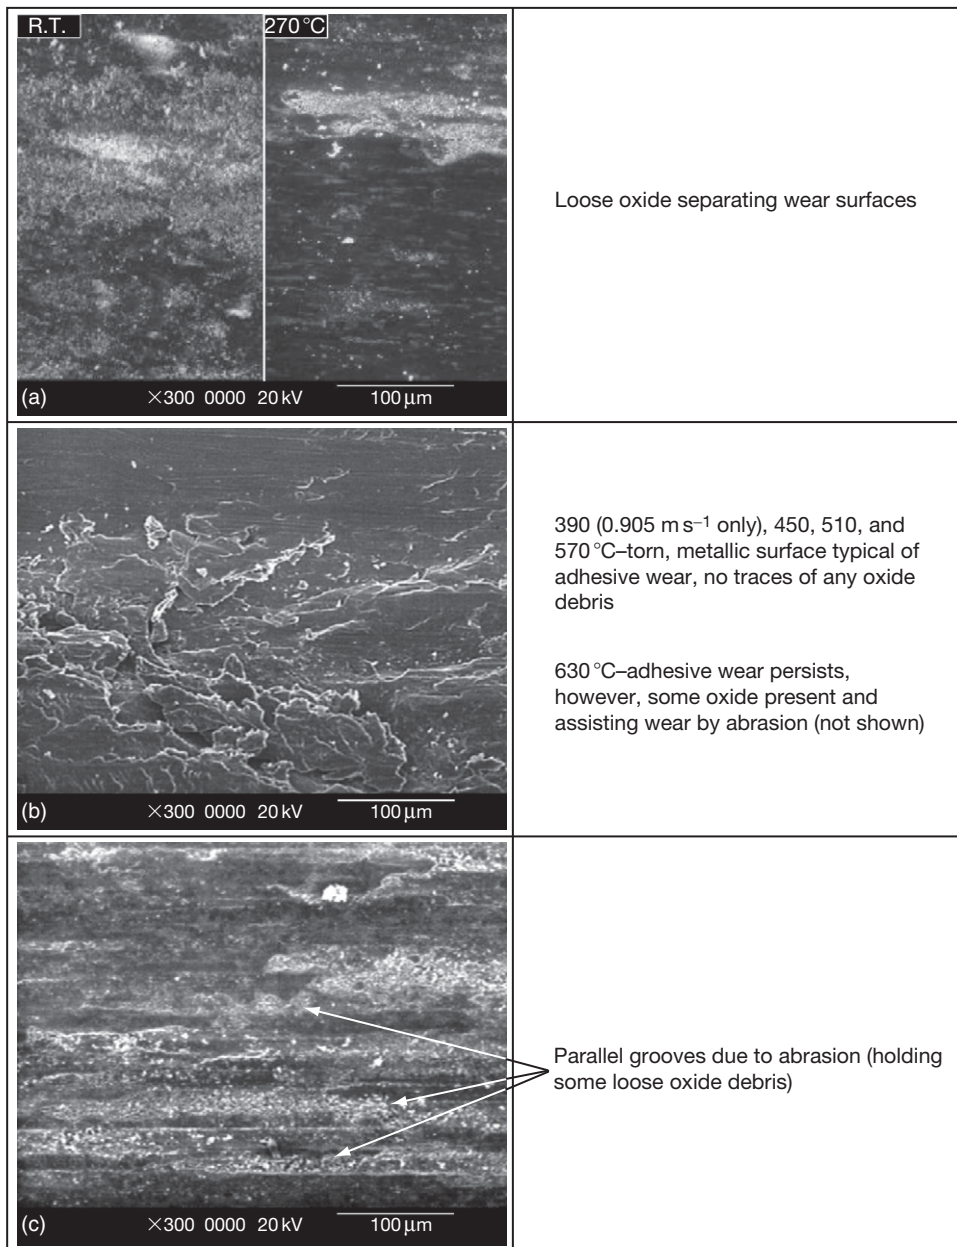 R.T.
270 °C
Loose oxide separating wear surfaces
(a)
×300 0000 20 kV
100 μm
390 (0.905 m s⁻¹ only), 450, 510, and
570 °C–torn, metallic surface typical of
adhesive wear, no traces of any oxide
debris
630 °C–adhesive wear persists,
however, some oxide present and
assisting wear by abrasion (not shown)
(b)
×300 0000 20 kV
100 μm
Parallel grooves due to abrasion (holding
some loose oxide debris)
(c)
×300 0000 20 kV
100 μm